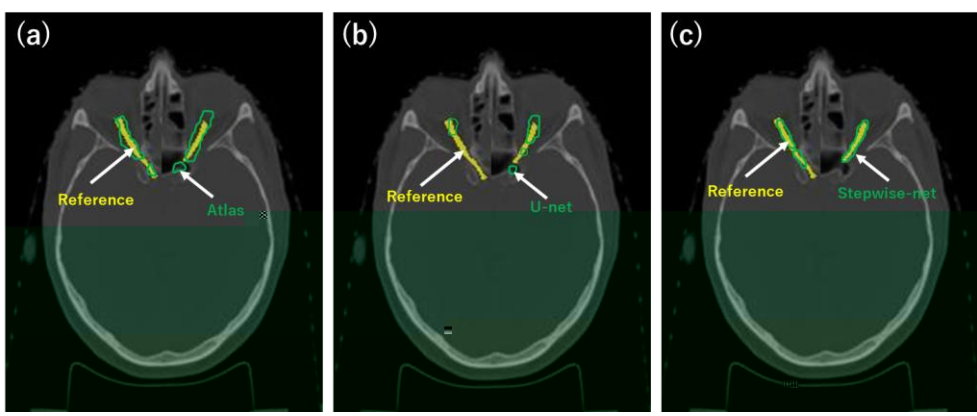 (a)
Reference
Atlas
(b)
Reference
U-net
(c)
Reference
Stepwise-net